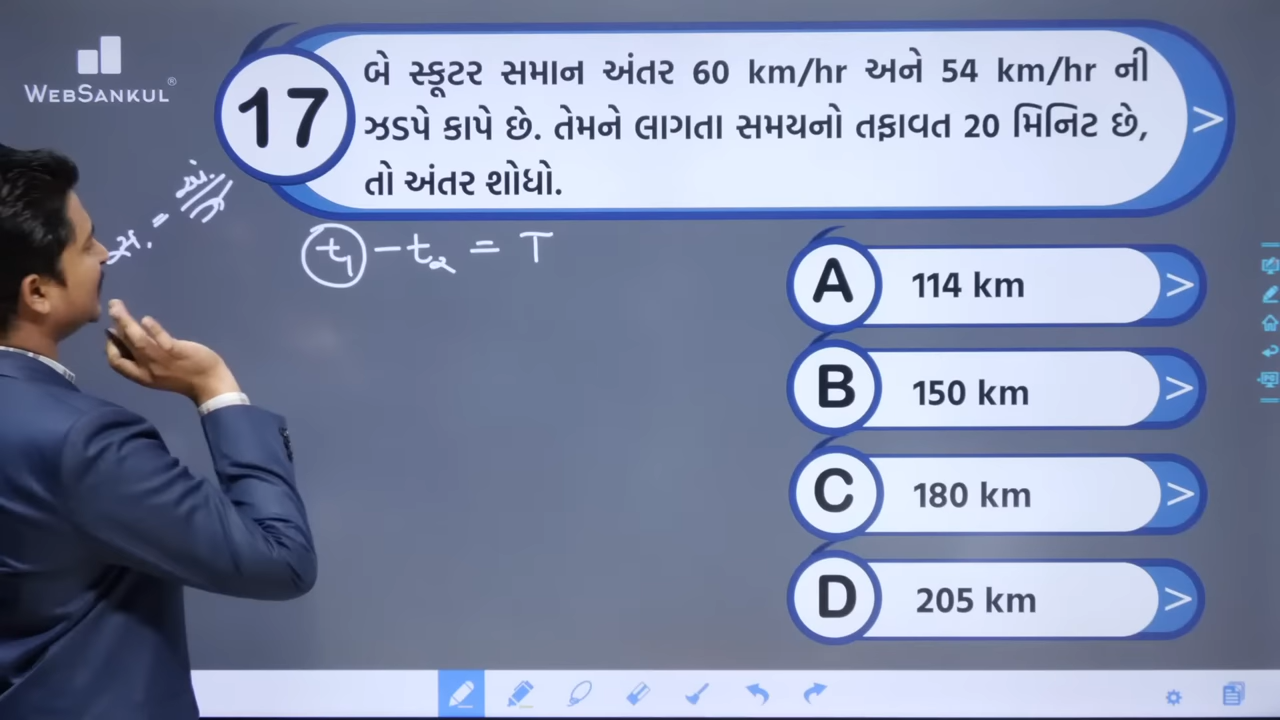 WEBSANKUL®
17
બે સ્કૂટર સમાન અંતર 60 km/hr અને 54 km/hr ની
ઝડપે કાપે છે. તેમને લાગતા સમયનો તફાવત 20 મિનિટ છે,
તો અંતર શોધો.
t₁ - t₂ = T
A 114 km
B 150 km
C 180 km
D 205 km